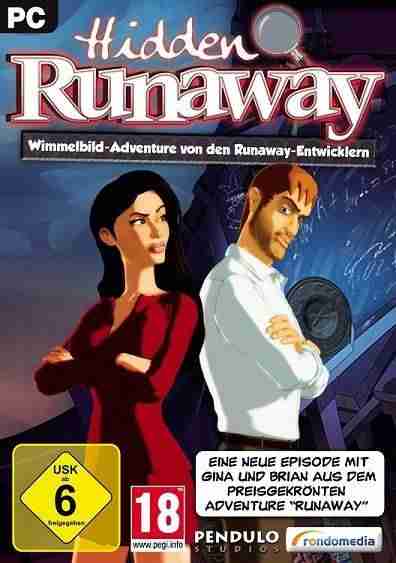 PC
Hidden
Runaway
Wimmelbild-Adventure von den Runaway-Entwicklern
USK
ab
6
freigegeben
18
www.pegi.info
PENDULO
STUDIOS
rondomedia
EINE NEUE EPISODE MIT
GINA UND BRIAN AUS DEM
PREISGEKRÖNTEN
ADVENTURE "RUNAWAY"